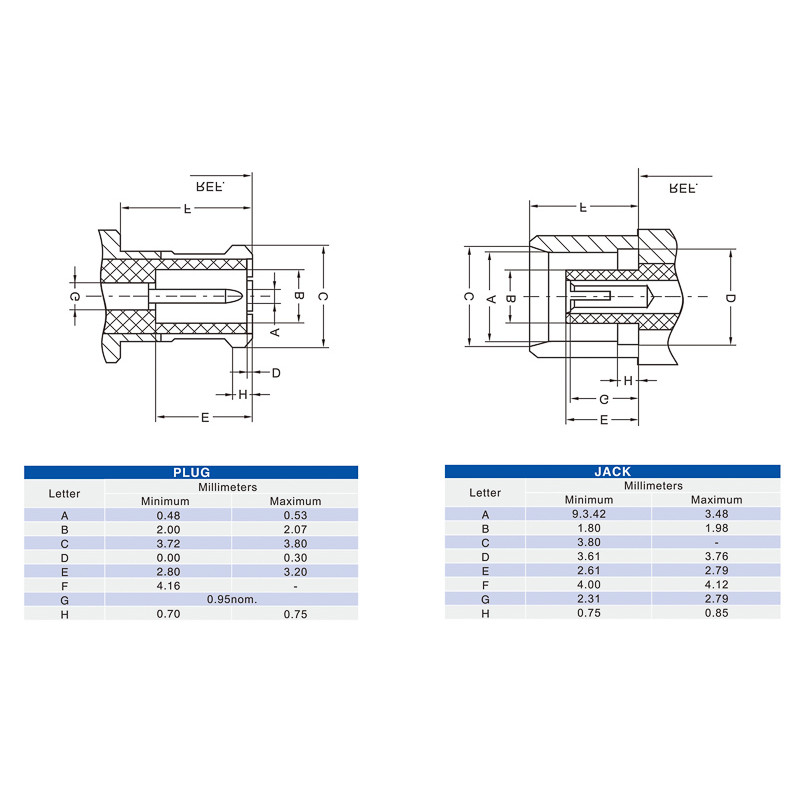 REF.
F
G
B
C
A
D
H
E
REF.
F
C
A
B
D
H
G
E
PLUG
Letter Millimeters
Minimum Maximum
A 0.48 0.53
B 2.00 2.07
C 3.72 3.80
D 0.00 0.30
E 2.80 3.20
F 4.16 -
G 0.95nom.
H 0.70 0.75
JACK
Letter Millimeters
Minimum Maximum
A 9.3.42 3.48
B 1.80 1.98
C 3.80 -
D 3.61 3.76
E 2.61 2.79
F 4.00 4.12
G 2.31 2.79
H 0.75 0.85